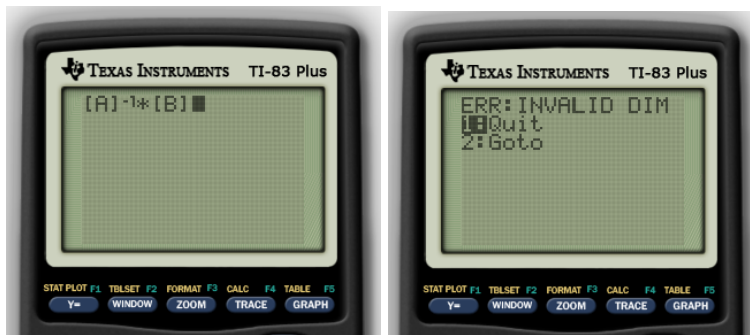 TEXAS INSTRUMENTS TI-83 Plus
[A]⁻¹*[B]
STAT PLOT F1 TBLSET F2 FORMAT F3 CALC F4 TABLE F5
Y= WINDOW ZOOM TRACE GRAPH
TEXAS INSTRUMENTS TI-83 Plus
ERR:INVALID DIM
1:Quit
2:Goto
STAT PLOT F1 TBLSET F2 FORMAT F3 CALC F4 TABLE F5
Y= WINDOW ZOOM TRACE GRAPH